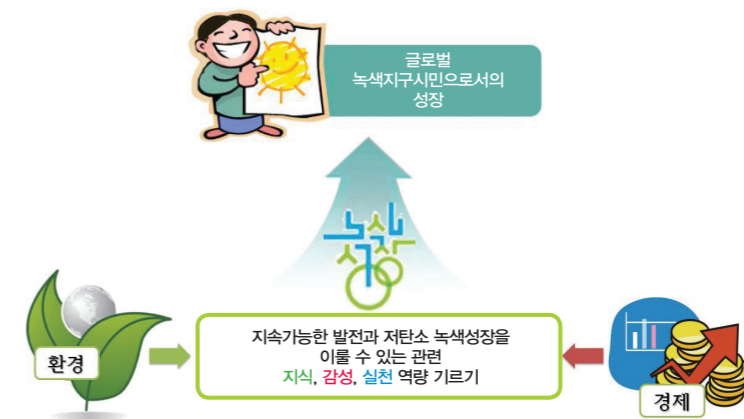 글로벌
녹색지구시민으로서의
성장
녹색성장
지속가능한 발전과 저탄소 녹색성장을
이룰 수 있는 관련
지식, 감성, 실천 역량 기르기
환경
경제